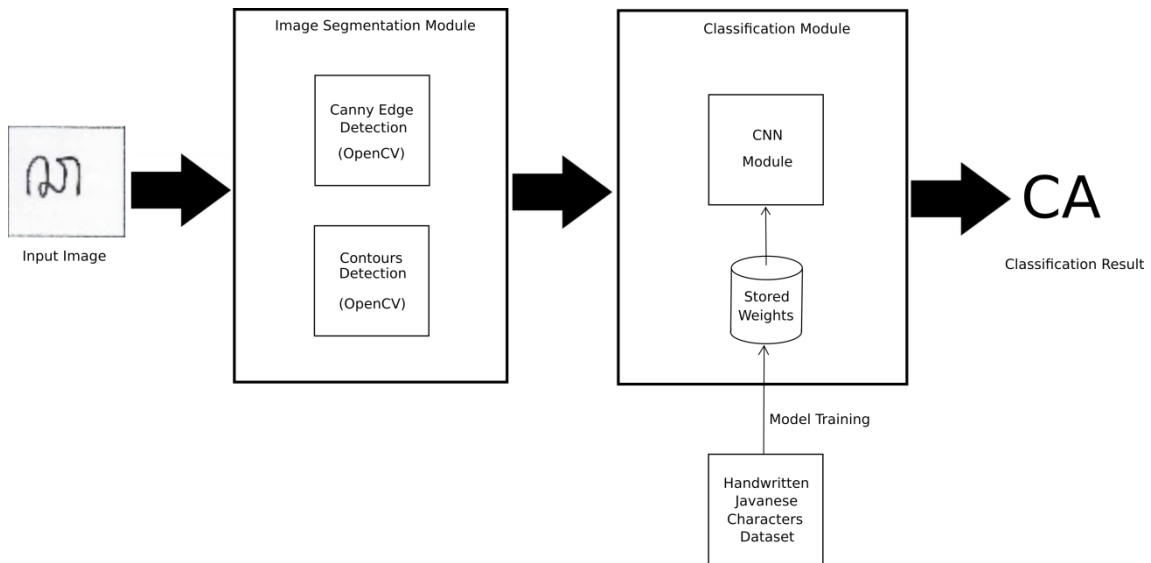 Image Segmentation Module
Canny Edge
Detection
(OpenCV)
Contours
Detection
(OpenCV)
ꦕ
Input Image
Classification Module
CNN
Module
Stored
Weights
Model Training
Handwritten
Javanese
Characters
Dataset
CA
Classification Result